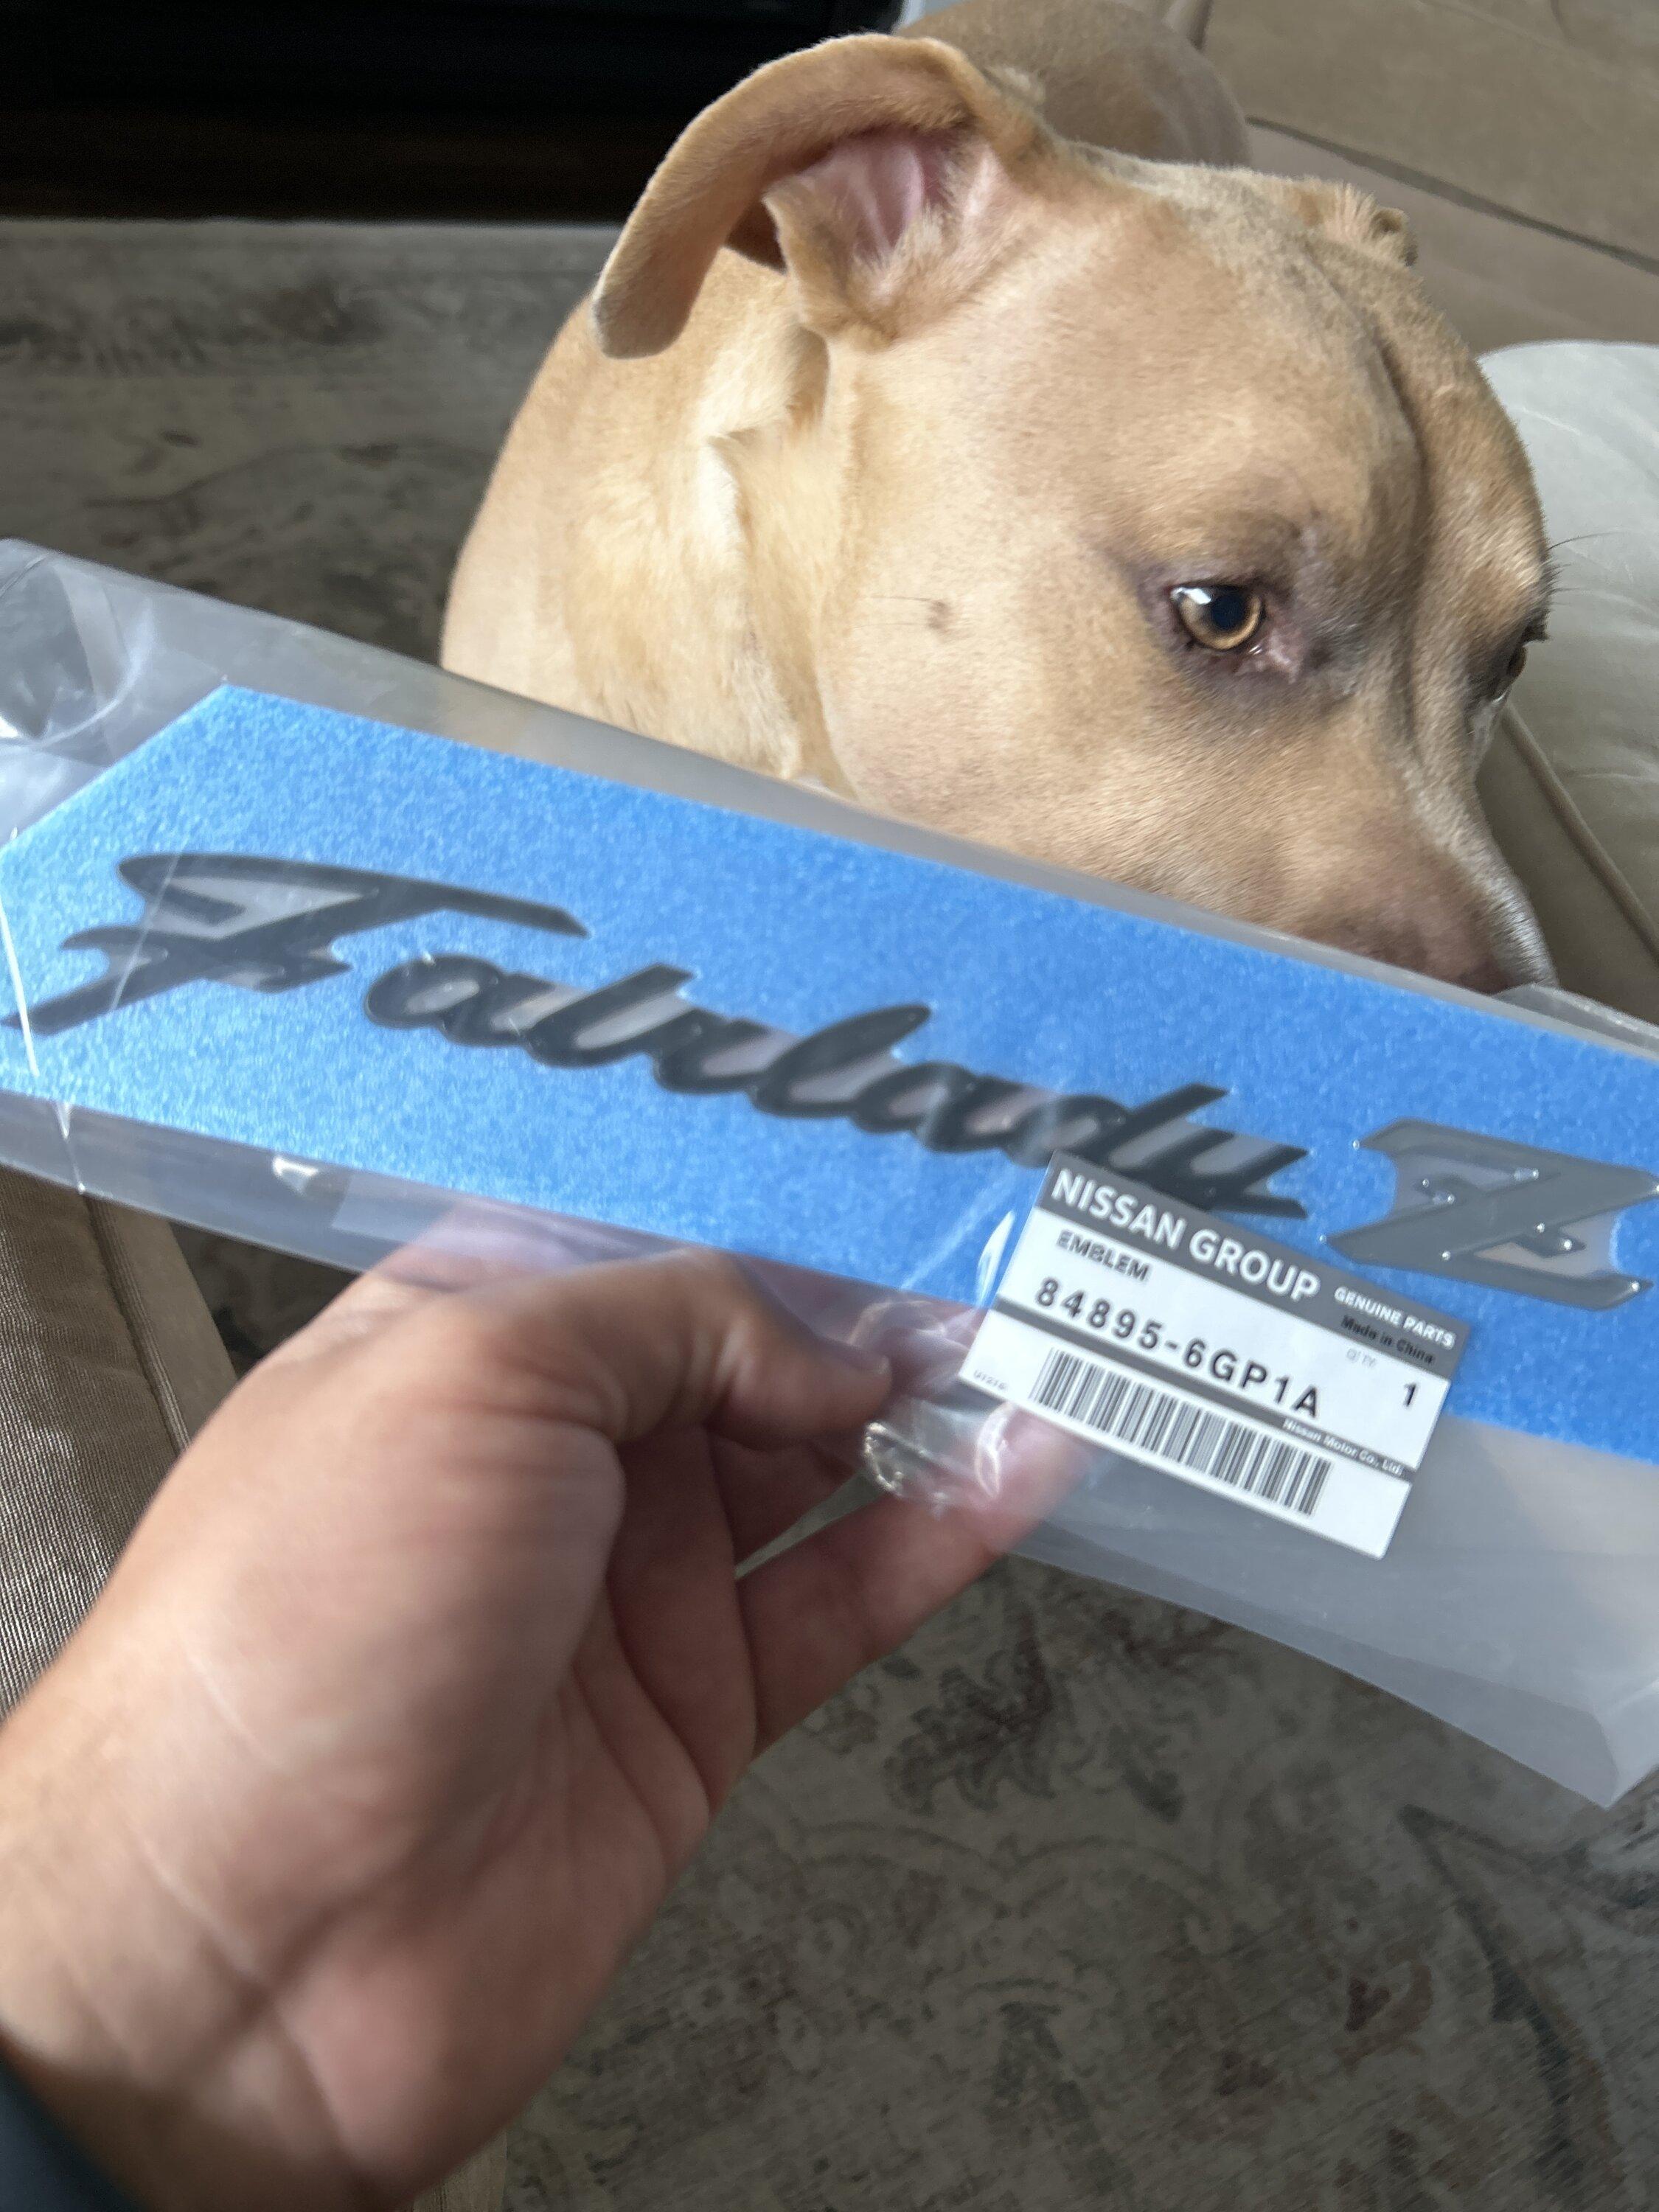 Fairlady Z
NISSAN GROUP GENUINE PARTS
EMBLEM Made in China
84895-6GP1A Q'TY 1
Nissan Motor Co., Ltd.